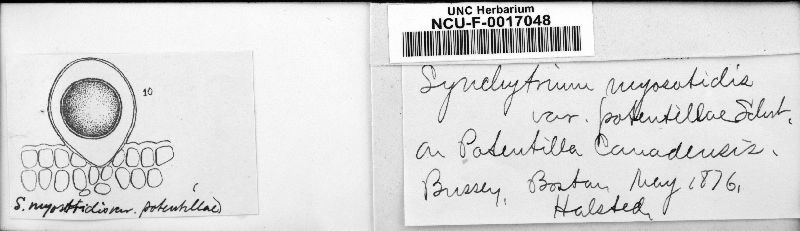 UNC Herbarium
NCU-F-0017048
10
S. myosotidis var. potentillae
Synchytrium myosotidis
var. potentillae Schrt.
on Potentilla Canadensis.
Bussey, Boston May 1876,
Halsted,